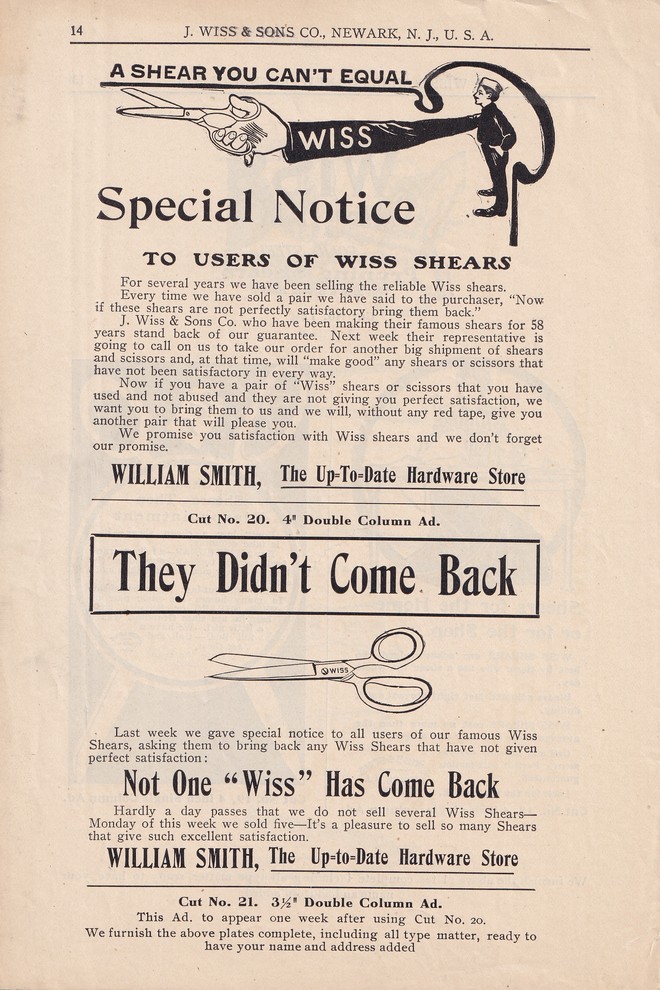 14
J. WISS & SONS CO., NEWARK, N. J., U. S. A.
A SHEAR YOU CAN'T EQUAL
WISS
Special Notice
TO USERS OF WISS SHEARS
For several years we have been selling the reliable Wiss shears.
Every time we have sold a pair we have said to the purchaser, “Now
if these shears are not perfectly satisfactory bring them back.”
J. Wiss & Sons Co. who have been making their famous shears for 58
years stand back of our guarantee. Next week their representative is
going to call on us to take our order for another big shipment of shears
and scissors and, at that time, will “make good” any shears or scissors that
have not been satisfactory in every way.
Now if you have a pair of “Wiss” shears or scissors that you have
used and not abused and they are not giving you perfect satisfaction, we
want you to bring them to us and we will, without any red tape, give you
another pair that will please you.
We promise you satisfaction with Wiss shears and we don't forget
our promise.
WILLIAM SMITH, The Up-To-Date Hardware Store
Cut No. 20. 4" Double Column Ad.
They Didn't Come Back
WISS
Last week we gave special notice to all users of our famous Wiss
Shears, asking them to bring back any Wiss Shears that have not given
perfect satisfaction:
Not One “Wiss” Has Come Back
Hardly a day passes that we do not sell several Wiss Shears—
Monday of this week we sold five—It's a pleasure to sell so many Shears
that give such excellent satisfaction.
WILLIAM SMITH, The Up-to-Date Hardware Store
Cut No. 21. 3½" Double Column Ad.
This Ad. to appear one week after using Cut No. 20.
We furnish the above plates complete, including all type matter, ready to
have your name and address added